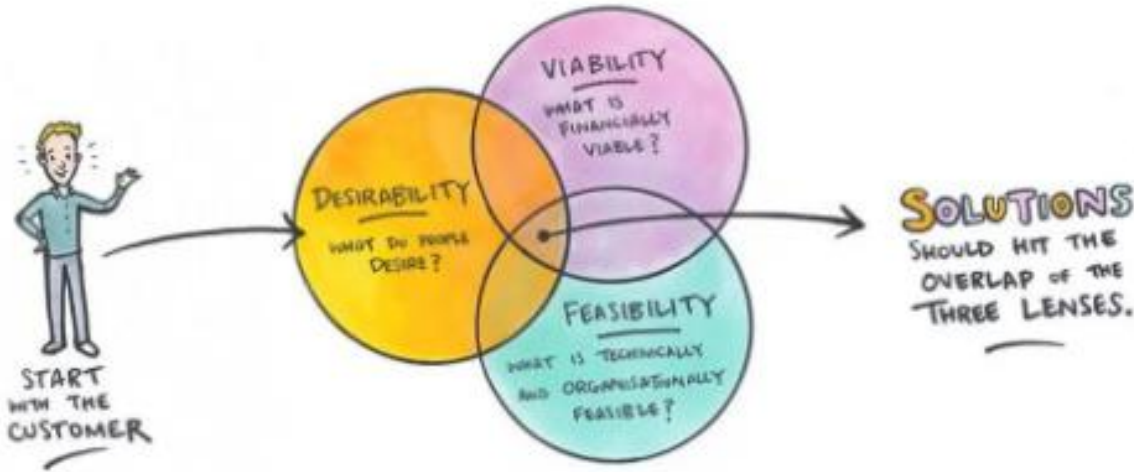 START
WITH THE
CUSTOMER
DESIRABILITY
WHAT DO PEOPLE
DESIRE?
VIABILITY
WHAT IS
FINANCIALLY
VIABLE?
FEASIBILITY
WHAT IS TECHNICALLY
AND ORGANISATIONALLY
FEASIBLE?
SOLUTIONS
SHOULD HIT THE
OVERLAP OF THE
THREE LENSES.